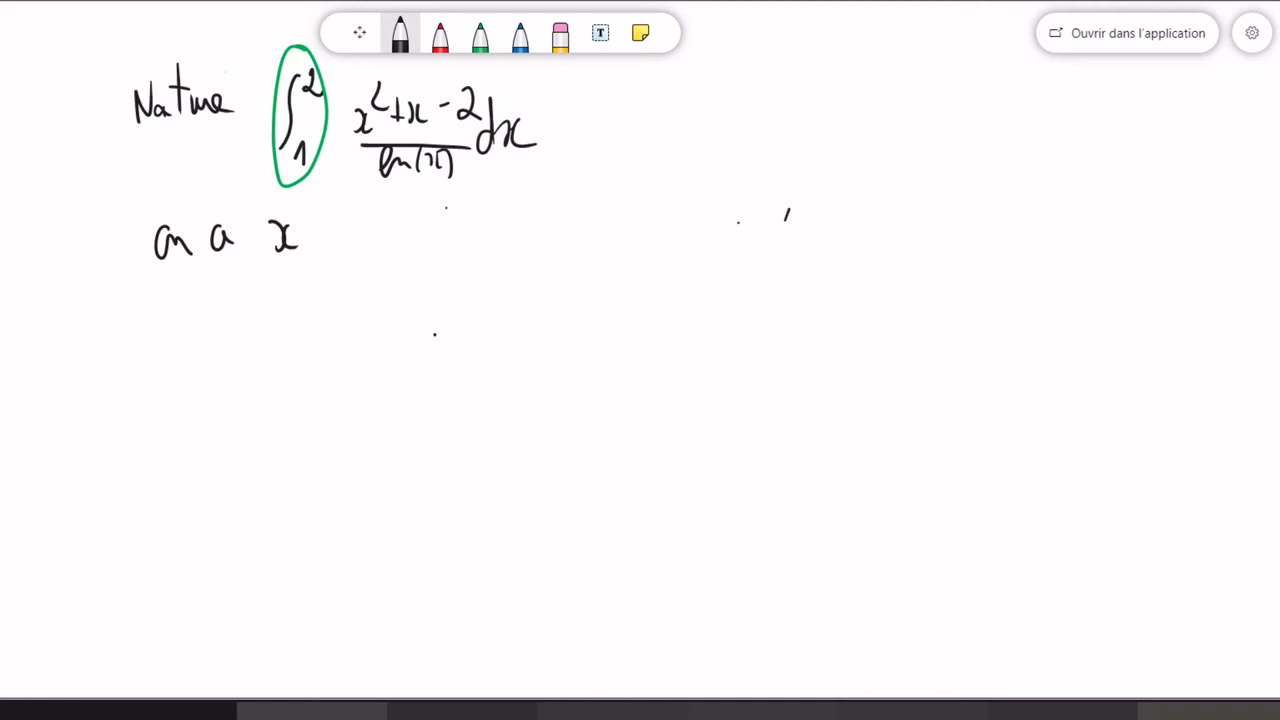 Ouvrir dans l'application
Nature ∫₁² (x²+x-2)/ln(x) dx
on a x